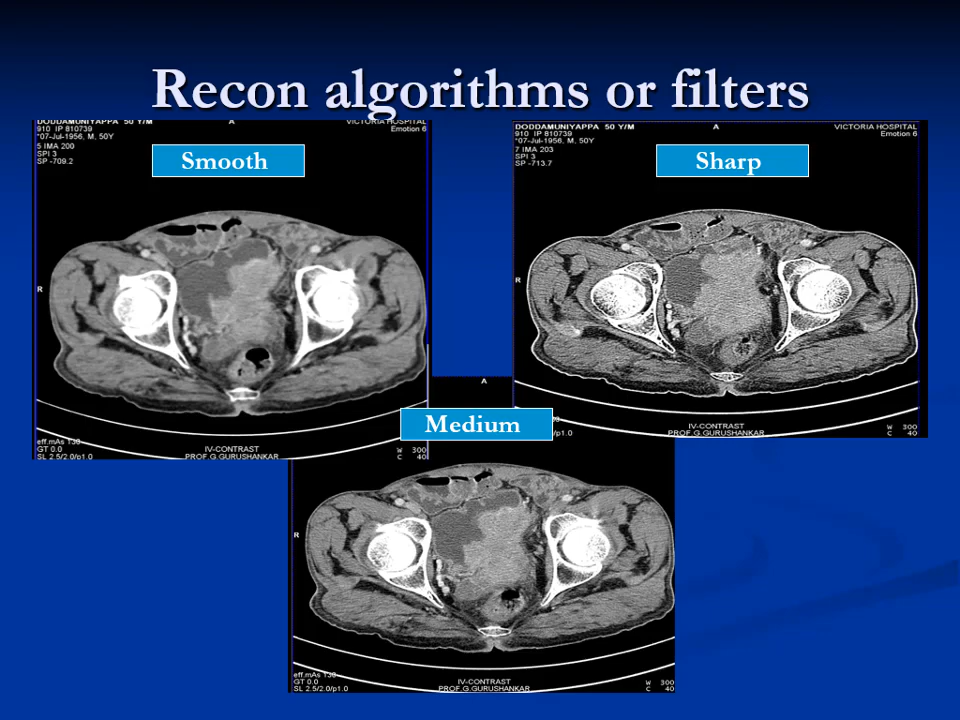 Recon algorithms or filters
DODDAMUNIYAPPA 50 Y/M A VICTORIA HOSPITAL
910 IP 810739 Emotion 6
*07-Jul-1956, M, 50Y
5 IMA 200
SPI 3
SP -709.2
Smooth
R
eff.mAs 130
GT 0.0
SL 2.5/2.0/p1.0
IV-CONTRAST
PROF.G.GURUSHANKAR
W 300
C 40
DODDAMUNIYAPPA 50 Y/M A VICTORIA HOSPITAL
910 IP 810739 Emotion 6
*07-Jul-1956, M, 50Y
7 IMA 203
SPI 3
SP -713.7
Sharp
R
/p1.0
IV-CONTRAST
PROF.G.GURUSHANKAR
W 300
C 40
A
Medium
R
eff.mAs 130
GT 0.0
SL 2.5/2.0/p1.0
IV-CONTRAST
PROF.G.GURUSHANKAR
W 300
C 40